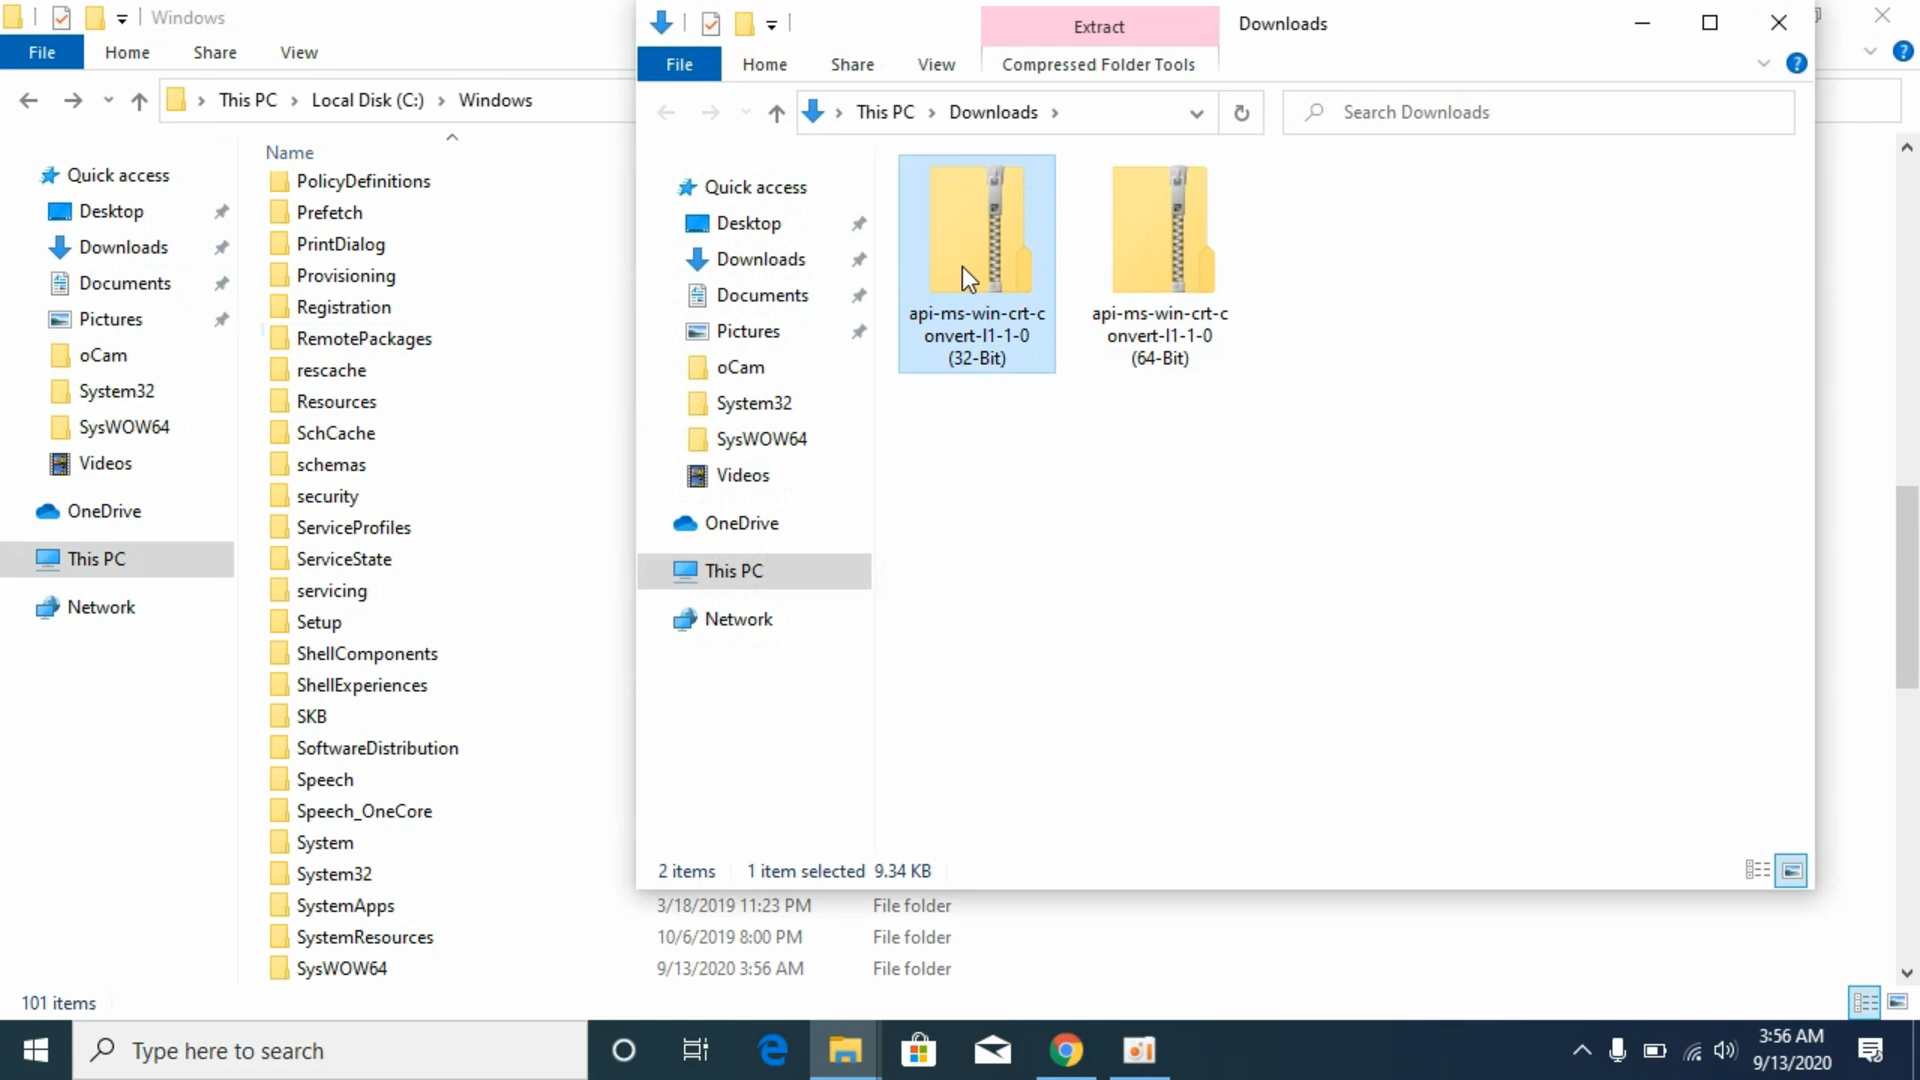 Windows
File Home Share View
This PC Local Disk (C:) Windows
Name
Quick access
Desktop
Downloads
Documents
Pictures
oCam
System32
SysWOW64
Videos
OneDrive
This PC
Network
PolicyDefinitions
Prefetch
PrintDialog
Provisioning
Registration
RemotePackages
rescache
Resources
SchCache
schemas
security
ServiceProfiles
ServiceState
servicing
Setup
ShellComponents
ShellExperiences
SKB
SoftwareDistribution
Speech
Speech_OneCore
System
System32
SystemApps
SystemResources
SysWOW64
3/18/2019 11:23 PM File folder
10/6/2019 8:00 PM File folder
9/13/2020 3:56 AM File folder
101 items
Extract Downloads
File Home Share View Compressed Folder Tools
This PC Downloads
Search Downloads
Quick access
Desktop
Downloads
Documents
Pictures
oCam
System32
SysWOW64
Videos
OneDrive
This PC
Network
api-ms-win-crt-c
onvert-l1-1-0
(32-Bit)
api-ms-win-crt-c
onvert-l1-1-0
(64-Bit)
2 items 1 item selected 9.34 KB
Type here to search
3:56 AM
9/13/2020